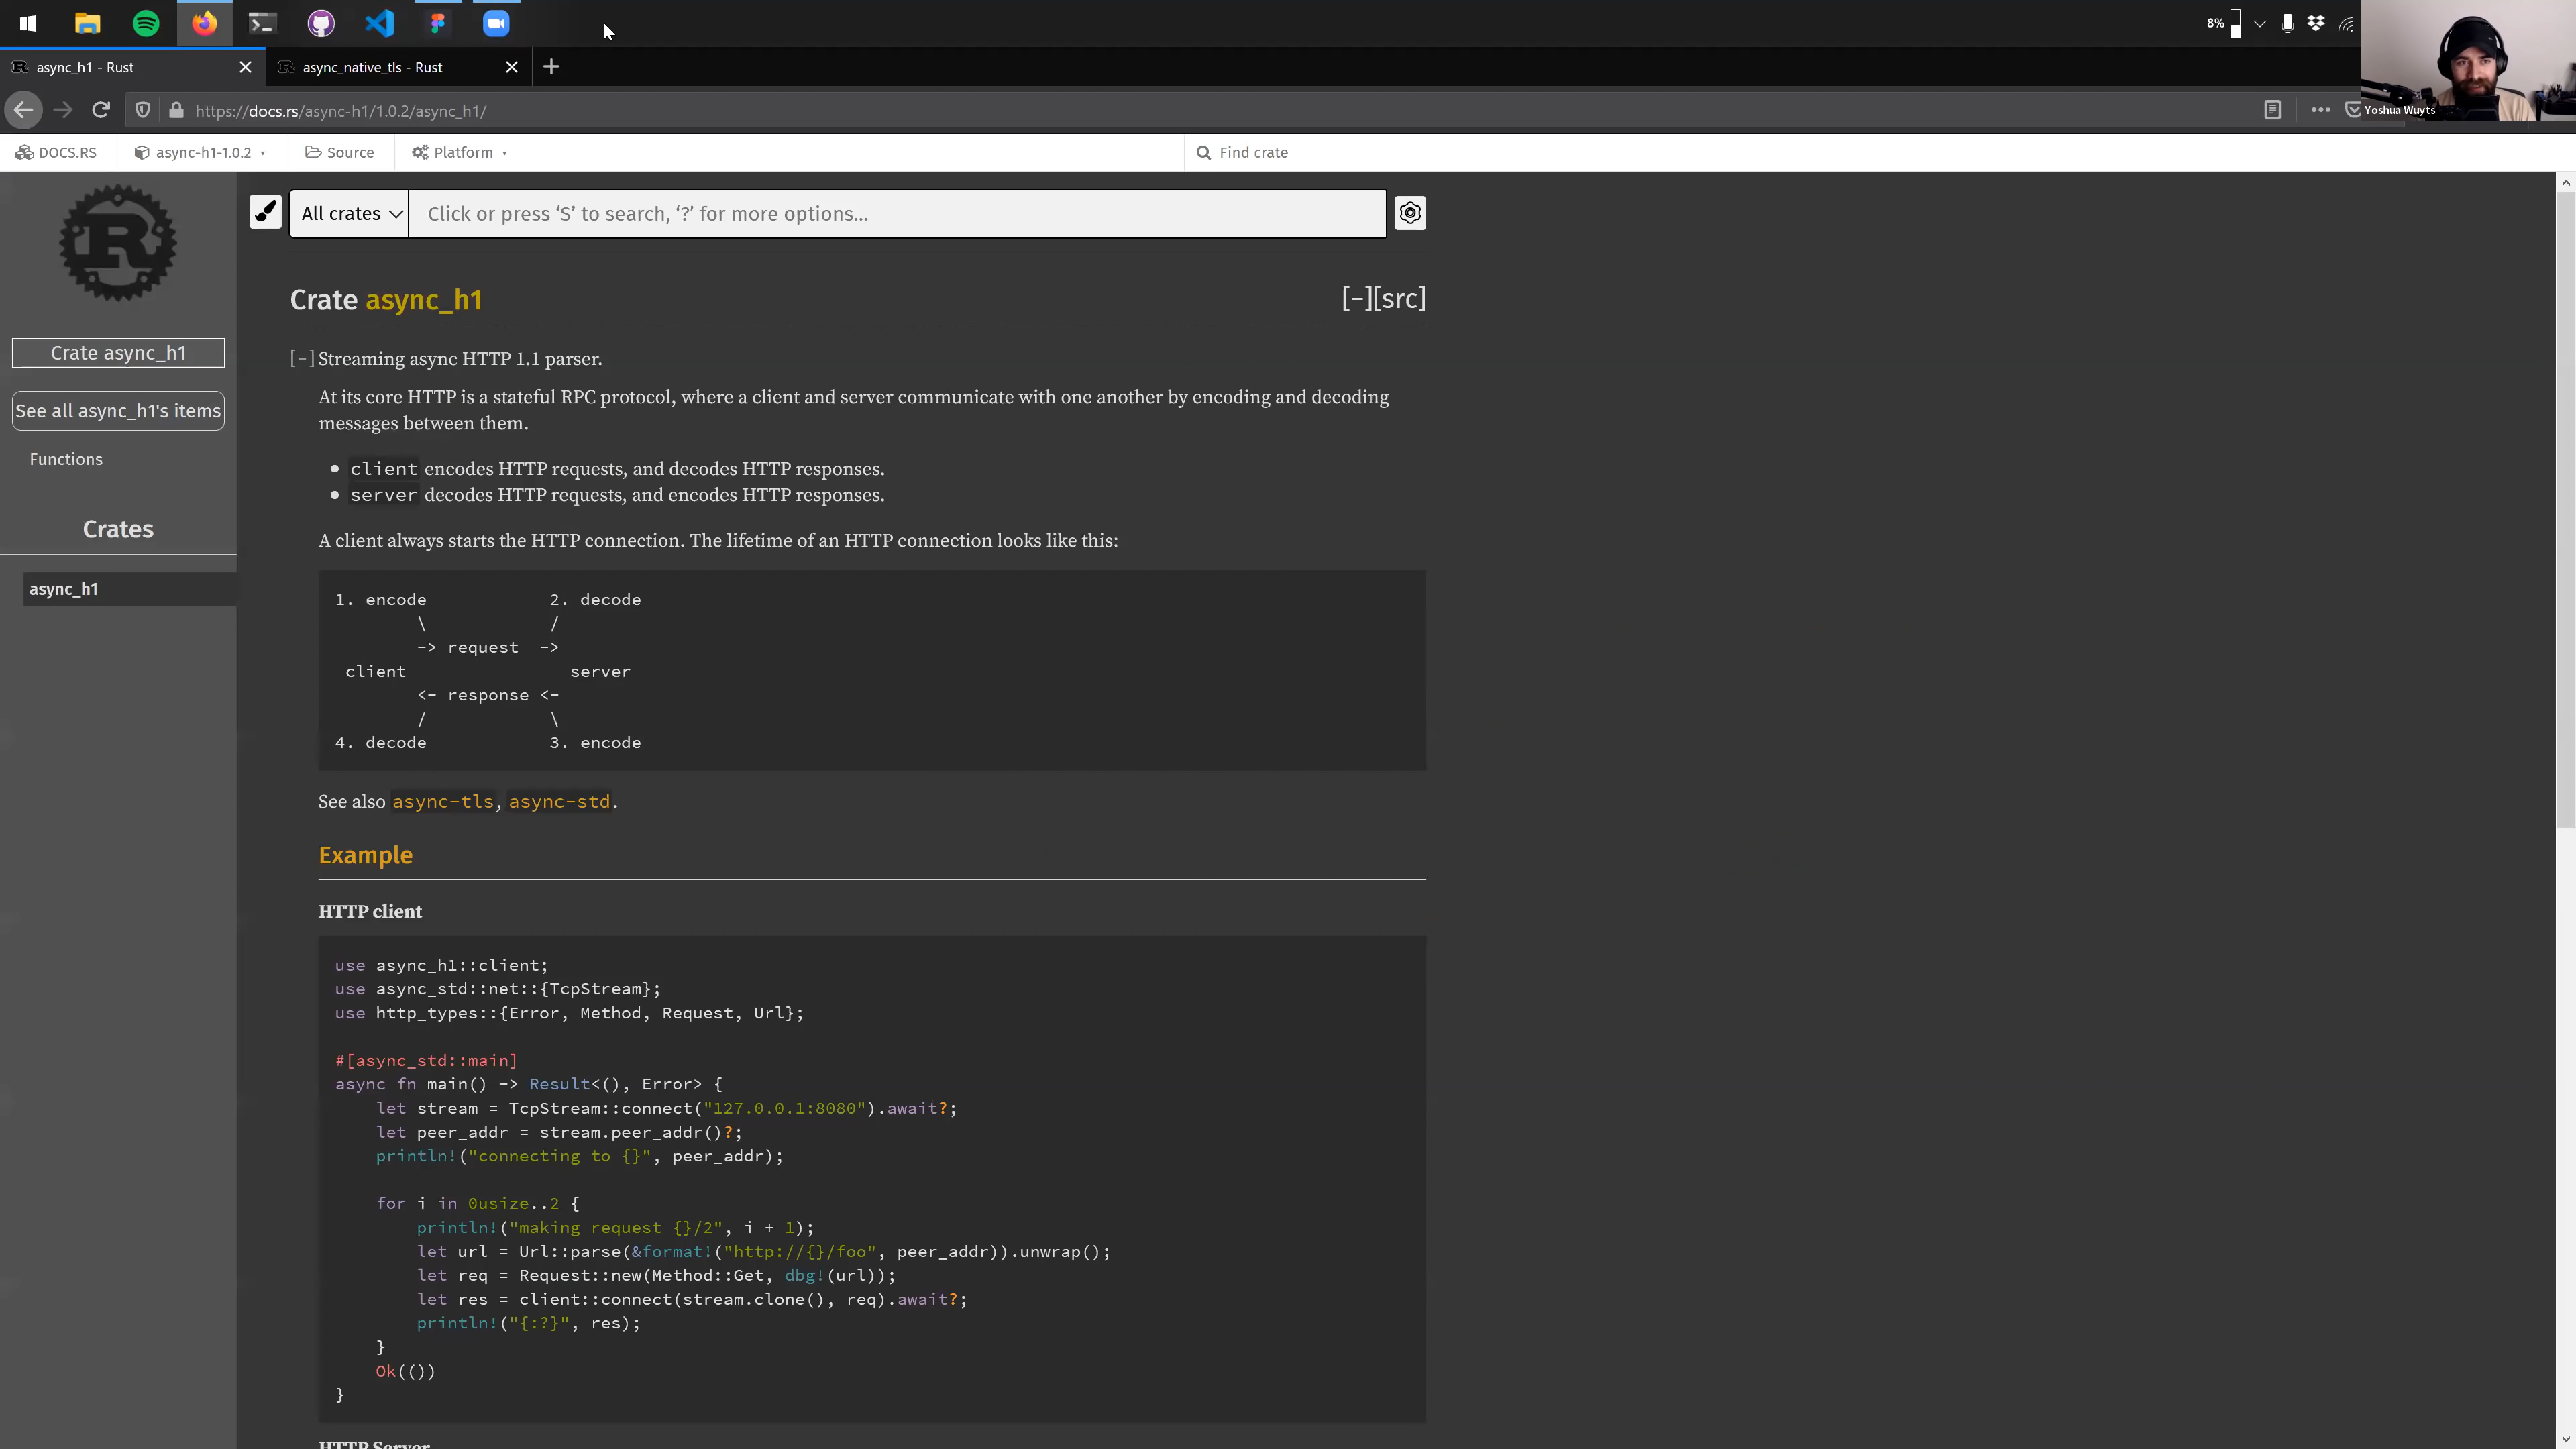 8%
async_h1 - Rust
async_native_tls - Rust
https://docs.rs/async-h1/1.0.2/async_h1/
Yoshua Wuyts
DOCS.RS
async-h1-1.0.2
Source
Platform
Find crate
All crates
Click or press ‘S’ to search, ‘?’ for more options…
Crate async_h1
[-][src]
Crate async_h1
See all async_h1's items
Functions
Crates
async_h1
[-] Streaming async HTTP 1.1 parser.
At its core HTTP is a stateful RPC protocol, where a client and server communicate with one another by encoding and decoding
messages between them.
• client encodes HTTP requests, and decodes HTTP responses.
• server decodes HTTP requests, and encodes HTTP responses.
A client always starts the HTTP connection. The lifetime of an HTTP connection looks like this:
1. encode            2. decode
        \            /
        -> request  ->
 client                server
        <- response <-
        /            \
4. decode            3. encode
See also async-tls, async-std.
Example
HTTP client
use async_h1::client;
use async_std::net::{TcpStream};
use http_types::{Error, Method, Request, Url};
#[async_std::main]
async fn main() -> Result<(), Error> {
    let stream = TcpStream::connect("127.0.0.1:8080").await?;
    let peer_addr = stream.peer_addr()?;
    println!("connecting to {}", peer_addr);
    for i in 0usize..2 {
        println!("making request {}/2", i + 1);
        let url = Url::parse(&format!("http://{}/foo", peer_addr)).unwrap();
        let req = Request::new(Method::Get, dbg!(url));
        let res = client::connect(stream.clone(), req).await?;
        println!("{:?}", res);
    }
    Ok(())
}
HTTP Server